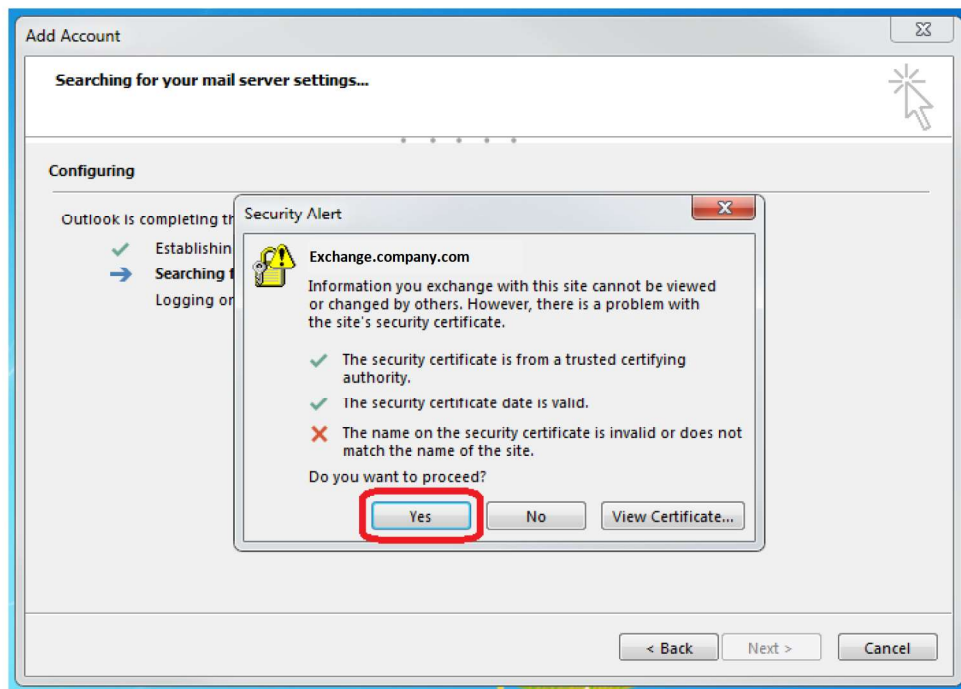 Add Account
Searching for your mail server settings...
Configuring
Outlook is completing th
Establishin
Searching f
Logging or
Security Alert
Exchange.company.com
Information you exchange with this site cannot be viewed
or changed by others. However, there is a problem with
the site's security certificate.
The security certificate is from a trusted certifying
authority.
The security certificate date is valid.
The name on the security certificate is invalid or does not
match the name of the site.
Do you want to proceed?
Yes No View Certificate...
< Back Next > Cancel